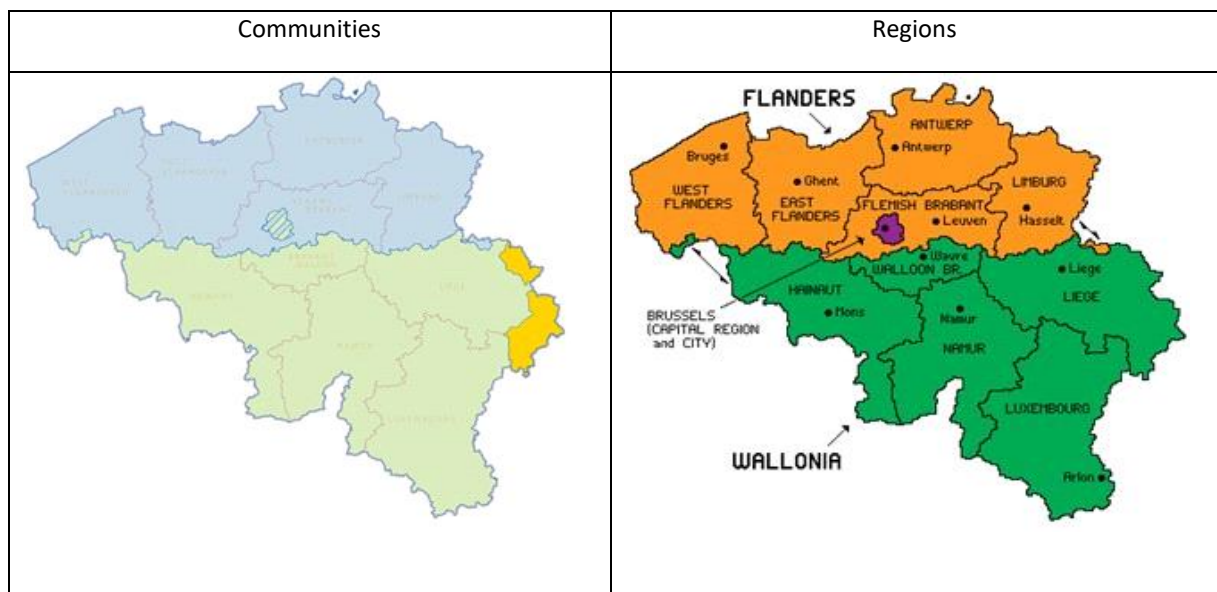 Communities
Regions
FLANDERS
ANTWERP
Antwerp
Bruges
Ghent
LIMBURG
WEST
FLANDERS
EAST
FLANDERS
FLEMISH BRABANT
Leuven
Hasselt
Wavre
WALLOON BR.
Liege
HAINAUT
LIEGE
BRUSSELS
(CAPITAL REGION
and CITY)
Mons
Namur
NAMUR
LUXEMBOURG
WALLONIA
Arlon